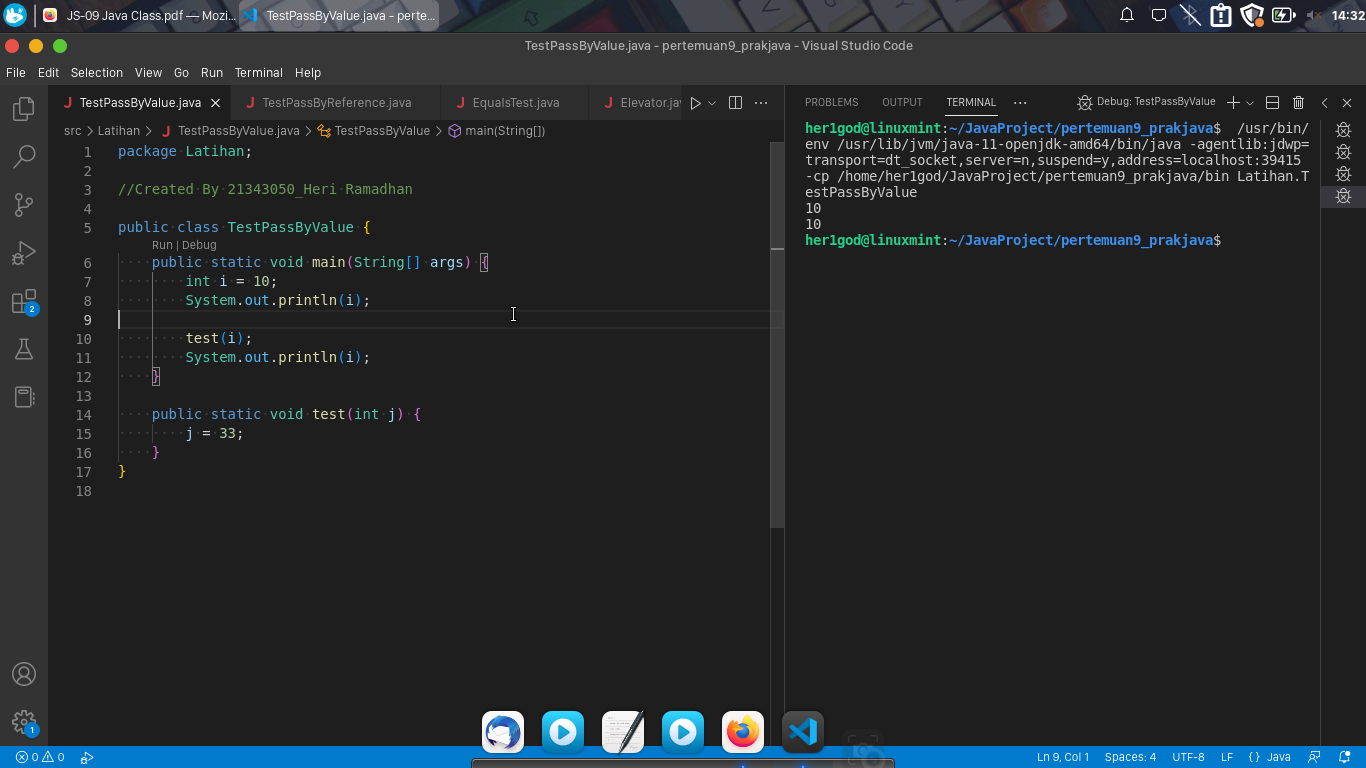 JS-09 Java Class.pdf — Mozi...
TestPassByValue.java - perte...
14:32
TestPassByValue.java - pertemuan9_prakjava - Visual Studio Code
File Edit Selection View Go Run Terminal Help
TestPassByValue.java TestPassByReference.java EqualsTest.java Elevator.jav
src > Latihan > TestPassByValue.java > TestPassByValue > main(String[])
1 package Latihan;
2
3 //Created By 21343050_Heri Ramadhan
4
5 public class TestPassByValue {
Run | Debug
6 public static void main(String[] args) {
7 int i = 10;
8 System.out.println(i);
9
10 test(i);
11 System.out.println(i);
12 }
13
14 public static void test(int j) {
15 j = 33;
16 }
17 }
18
PROBLEMS OUTPUT TERMINAL ··· Debug: TestPassByValue
her1god@linuxmint:~/JavaProject/pertemuan9_prakjava$ /usr/bin/
env /usr/lib/jvm/java-11-openjdk-amd64/bin/java -agentlib:jdwp=
transport=dt_socket,server=n,suspend=y,address=localhost:39415
-cp /home/her1god/JavaProject/pertemuan9_prakjava/bin Latihan.T
estPassByValue
10
10
her1god@linuxmint:~/JavaProject/pertemuan9_prakjava$
2
1
0 0
Ln 9, Col 1 Spaces: 4 UTF-8 LF { } Java